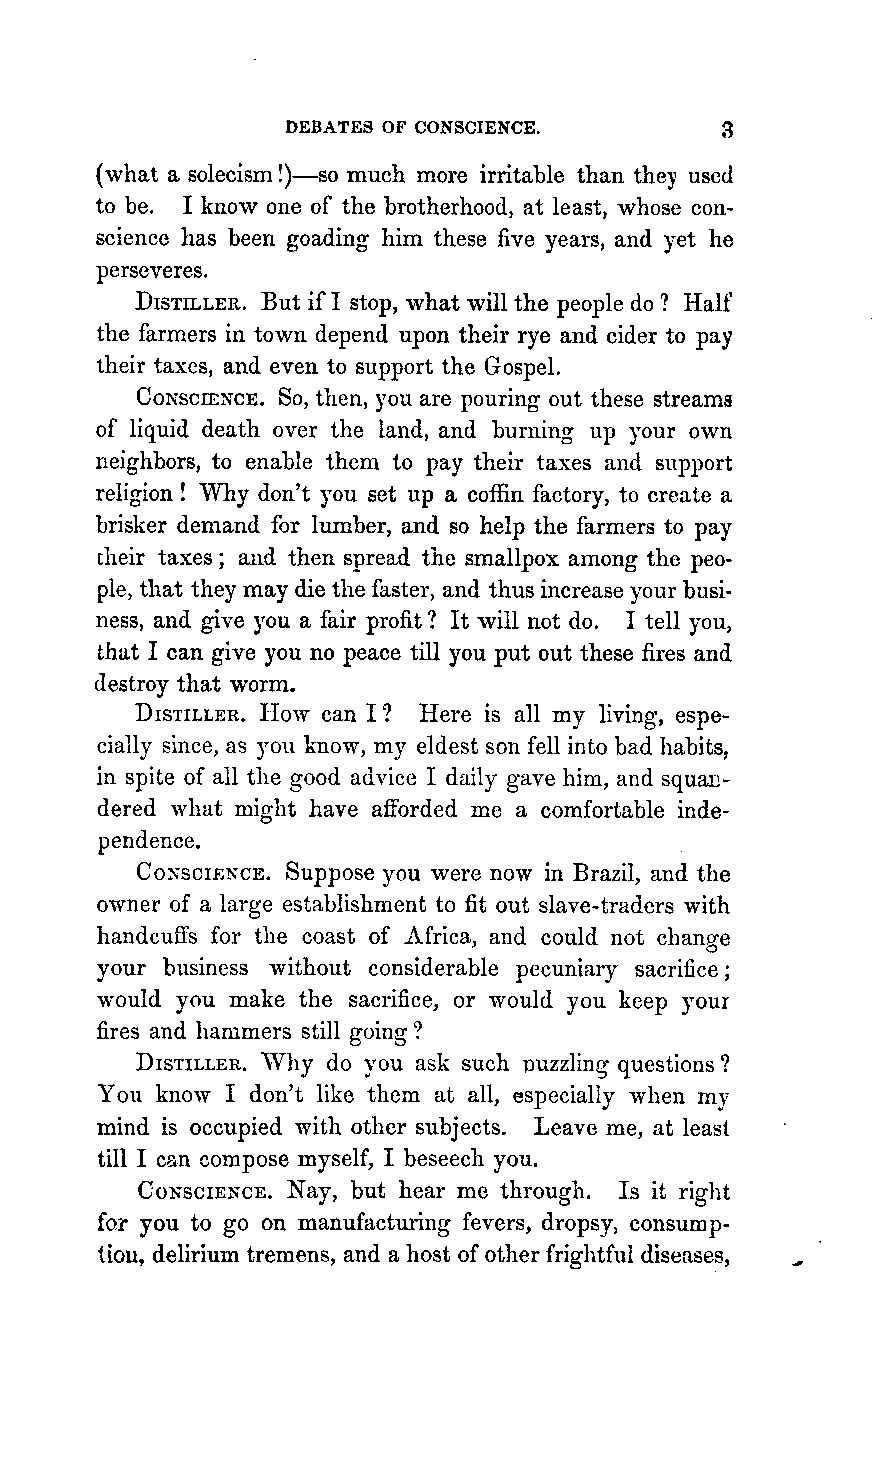 DEBATES OF CONSCIENCE. 3
(what a solecism!)—so much more irritable than they used
to be. I know one of the brotherhood, at least, whose con-
science has been goading him these five years, and yet he
perseveres.
DISTILLER. But if I stop, what will the people do? Half
the farmers in town depend upon their rye and cider to pay
their taxes, and even to support the Gospel.
CONSCIENCE. So, then, you are pouring out these streams
of liquid death over the land, and burning up your own
neighbors, to enable them to pay their taxes and support
religion! Why don't you set up a coffin factory, to create a
brisker demand for lumber, and so help the farmers to pay
their taxes; and then spread the smallpox among the peo-
ple, that they may die the faster, and thus increase your busi-
ness, and give you a fair profit? It will not do. I tell you,
that I can give you no peace till you put out these fires and
destroy that worm.
DISTILLER. How can I? Here is all my living, espe-
cially since, as you know, my eldest son fell into bad habits,
in spite of all the good advice I daily gave him, and squan-
dered what might have afforded me a comfortable inde-
pendence.
CONSCIENCE. Suppose you were now in Brazil, and the
owner of a large establishment to fit out slave-traders with
handcuffs for the coast of Africa, and could not change
your business without considerable pecuniary sacrifice;
would you make the sacrifice, or would you keep your
fires and hammers still going?
DISTILLER. Why do you ask such puzzling questions?
You know I don't like them at all, especially when my
mind is occupied with other subjects. Leave me, at least
till I can compose myself, I beseech you.
CONSCIENCE. Nay, but hear me through. Is it right
for you to go on manufacturing fevers, dropsy, consump-
tion, delirium tremens, and a host of other frightful diseases,